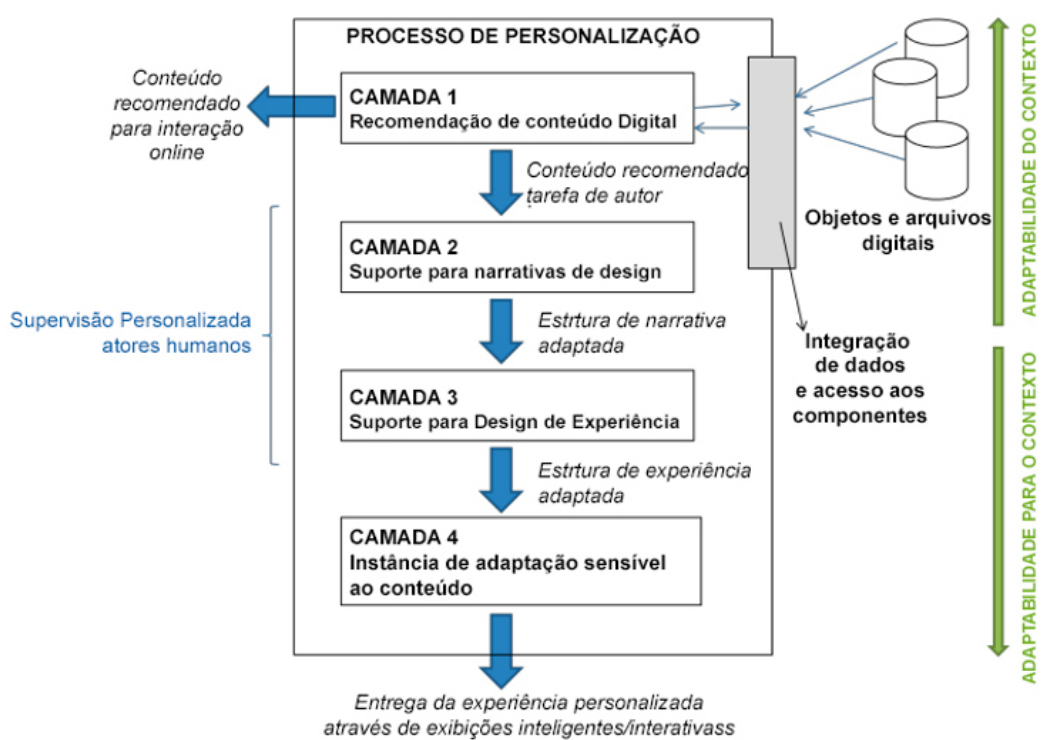 PROCESSO DE PERSONALIZAÇÃO
Conteúdo
recomendado
para interação
online
CAMADA 1
Recomendação de conteúdo Digital
Conteúdo recomendado
tarefa de autor
Objetos e arquivos
digitais
ADAPTABILIDADE DO CONTEXTO
CAMADA 2
Suporte para narrativas de design
Supervisão Personalizada
atores humanos
Estrtura de narrativa
adaptada
Integração
de dados
e acesso aos
componentes
CAMADA 3
Suporte para Design de Experiência
Estrtura de experiência
adaptada
ADAPTABILIDADE PARA O CONTEXTO
CAMADA 4
Instância de adaptação sensível
ao conteúdo
Entrega da experiência personalizada
através de exibições inteligentes/interativass